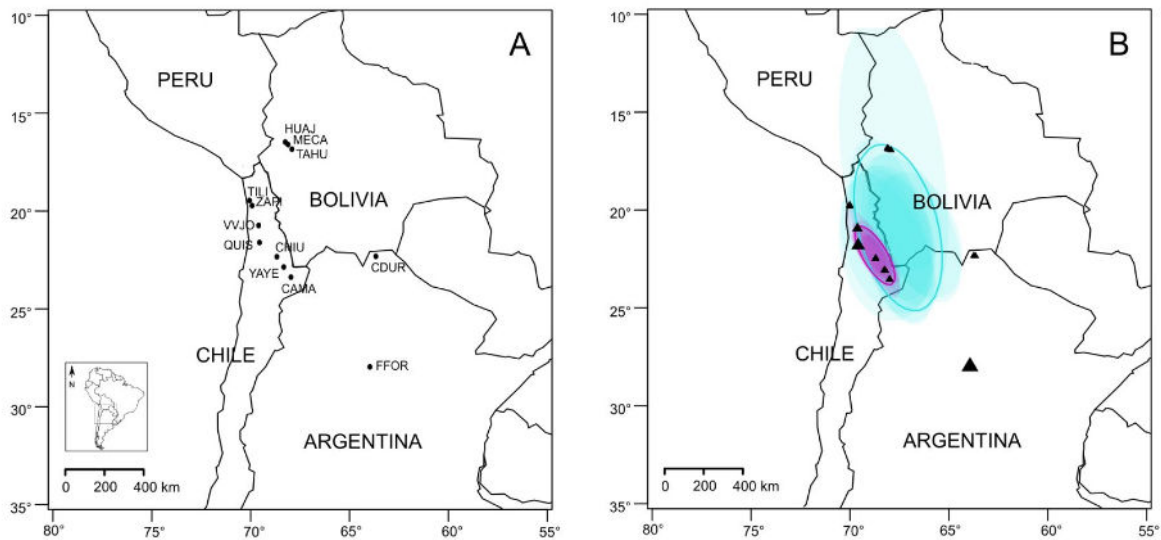 A
10°
15°
20°
25°
30°
35°
80°
75°
70°
65°
60°
55°
PERU
BOLIVIA
CHILE
ARGENTINA
HUAJ
MECA
TAHU
TILI
ZAPI
VVJO
QUIS
CHIU
YAYE
CAMA
CDUR
FFOR
N
0 200 400 km
B
10°
15°
20°
25°
30°
35°
80°
75°
70°
65°
60°
55°
PERU
BOLIVIA
CHILE
ARGENTINA
0 200 400 km